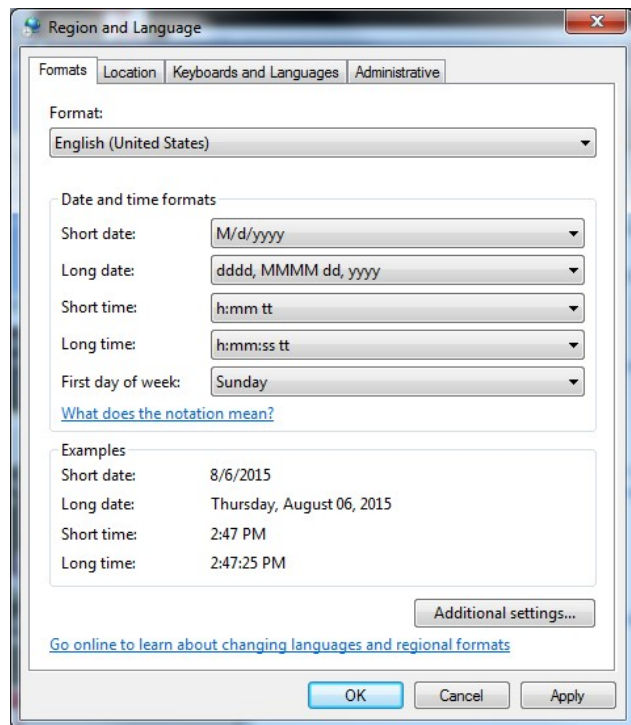 Region and Language
Formats Location Keyboards and Languages Administrative
Format:
English (United States)
Date and time formats
Short date: M/d/yyyy
Long date: dddd, MMMM dd, yyyy
Short time: h:mm tt
Long time: h:mm:ss tt
First day of week: Sunday
What does the notation mean?
Examples
Short date: 8/6/2015
Long date: Thursday, August 06, 2015
Short time: 2:47 PM
Long time: 2:47:25 PM
Additional settings...
Go online to learn about changing languages and regional formats
OK Cancel Apply